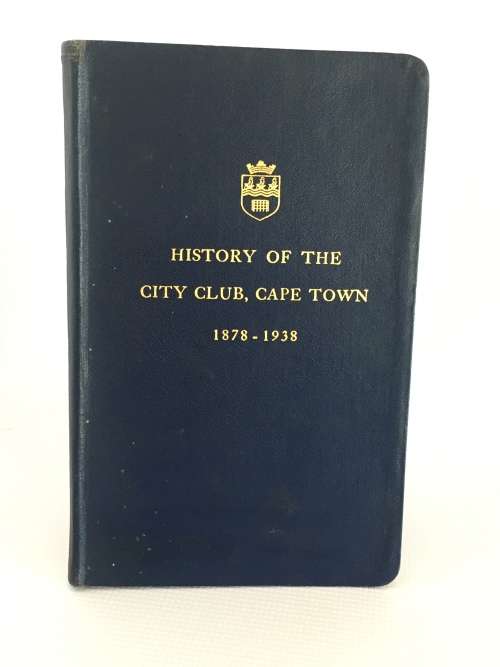 HISTORY OF THE
CITY CLUB, CAPE TOWN
1878 - 1938